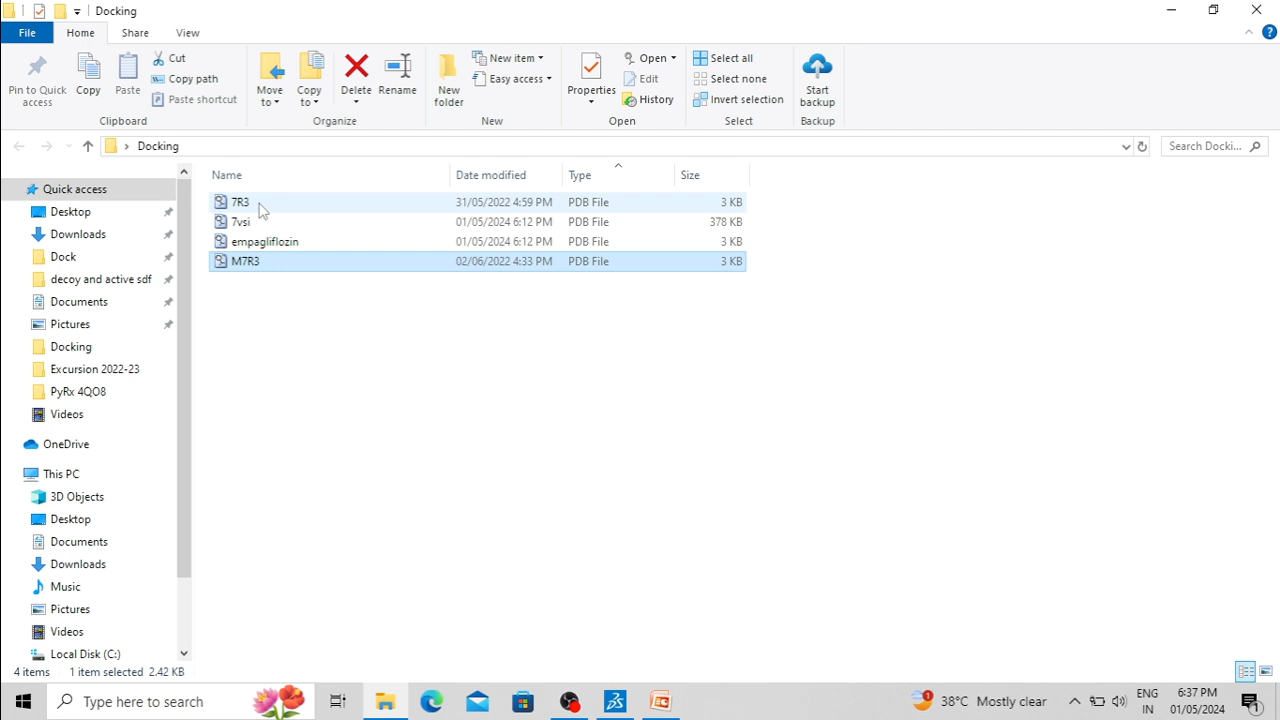 Docking
File
Home
Share
View
Pin to Quick access
Copy
Paste
Cut
Copy path
Paste shortcut
Clipboard
Move to
Copy to
Delete
Rename
Organize
New folder
New item
Easy access
New
Properties
Open
Edit
History
Open
Select all
Select none
Invert selection
Select
Start backup
Backup
Docking
Search Docki...
Name Date modified Type Size
7R3 31/05/2022 4:59 PM PDB File 3 KB
7vsi 01/05/2024 6:12 PM PDB File 378 KB
empagliflozin 01/05/2024 6:12 PM PDB File 3 KB
M7R3 02/06/2022 4:33 PM PDB File 3 KB
Quick access
Desktop
Downloads
Dock
decoy and active sdf
Documents
Pictures
Docking
Excursion 2022-23
PyRx 4QO8
Videos
OneDrive
This PC
3D Objects
Desktop
Documents
Downloads
Music
Pictures
Videos
Local Disk (C:)
4 items 1 item selected 2.42 KB
Type here to search
1
38°C Mostly clear
ENG
IN
6:37 PM
01/05/2024
1